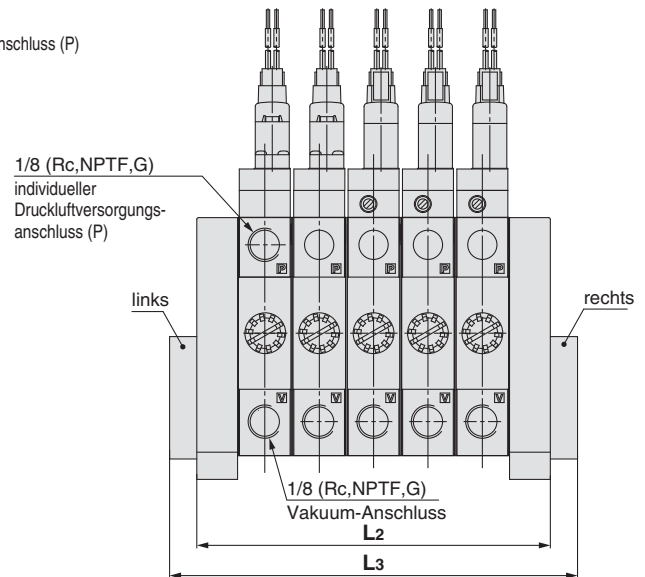 nschluss (P)
1/8 (Rc,NPTF,G)
individueller
Druckluftversorgungs-
anschluss (P)
P P P P P
links
rechts
V V V V V
1/8 (Rc,NPTF,G)
Vakuum-Anschluss
L2
L3